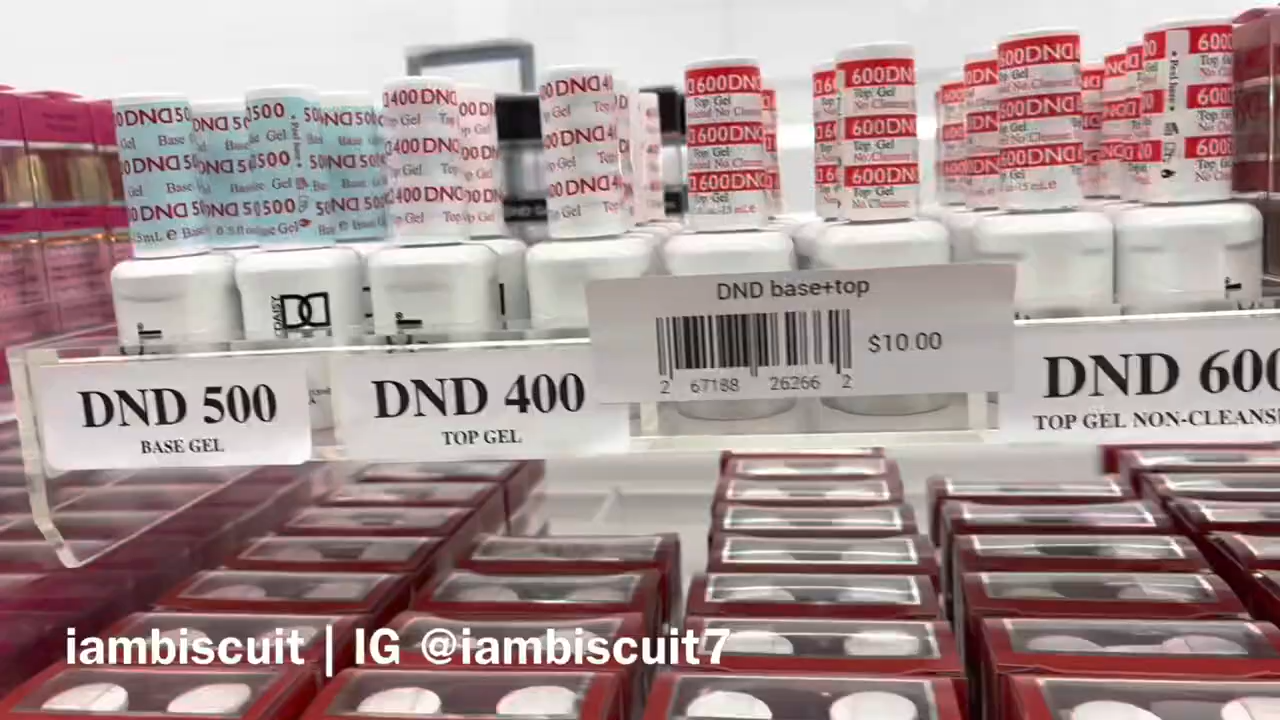 DND 500
Base Gel
DND 400
Top Gel
600DND
Top Gel
No Cleanse
DAISY
DND base+top
$10.00
2 67188 26266 2
DND 500
BASE GEL
DND 400
TOP GEL
DND 600
TOP GEL NON-CLEANS
iambiscuit | IG @iambiscuit7